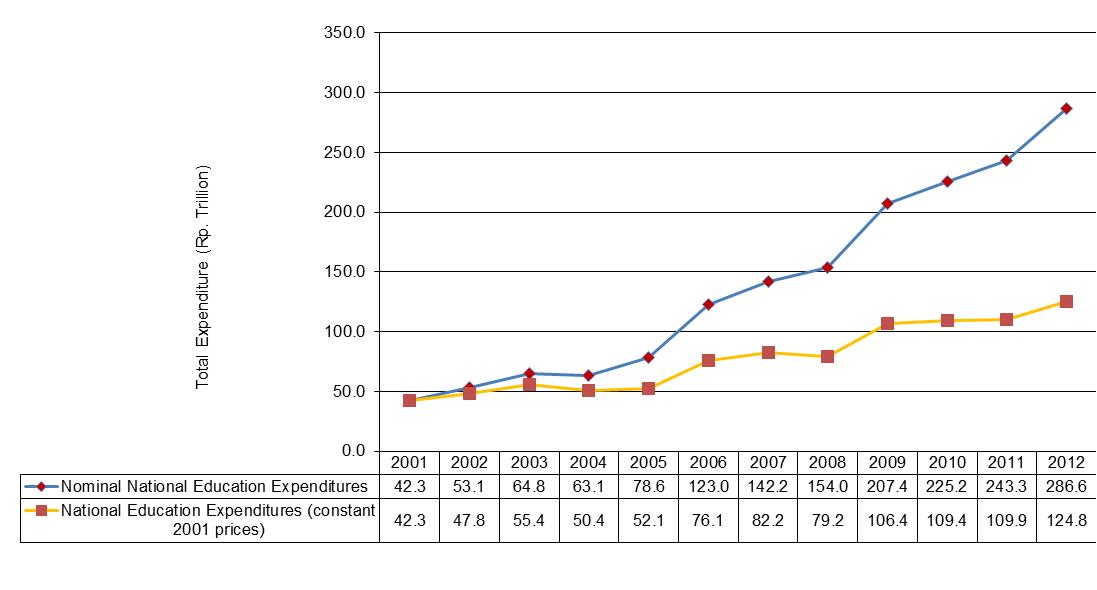 350.0
300.0
250.0
200.0
150.0
100.0
50.0
0.0
Total Expenditure (Rp. Trillion)
2001 2002 2003 2004 2005 2006 2007 2008 2009 2010 2011 2012
Nominal National Education Expenditures 42.3 53.1 64.8 63.1 78.6 123.0 142.2 154.0 207.4 225.2 243.3 286.6
National Education Expenditures (constant
2001 prices) 42.3 47.8 55.4 50.4 52.1 76.1 82.2 79.2 106.4 109.4 109.9 124.8